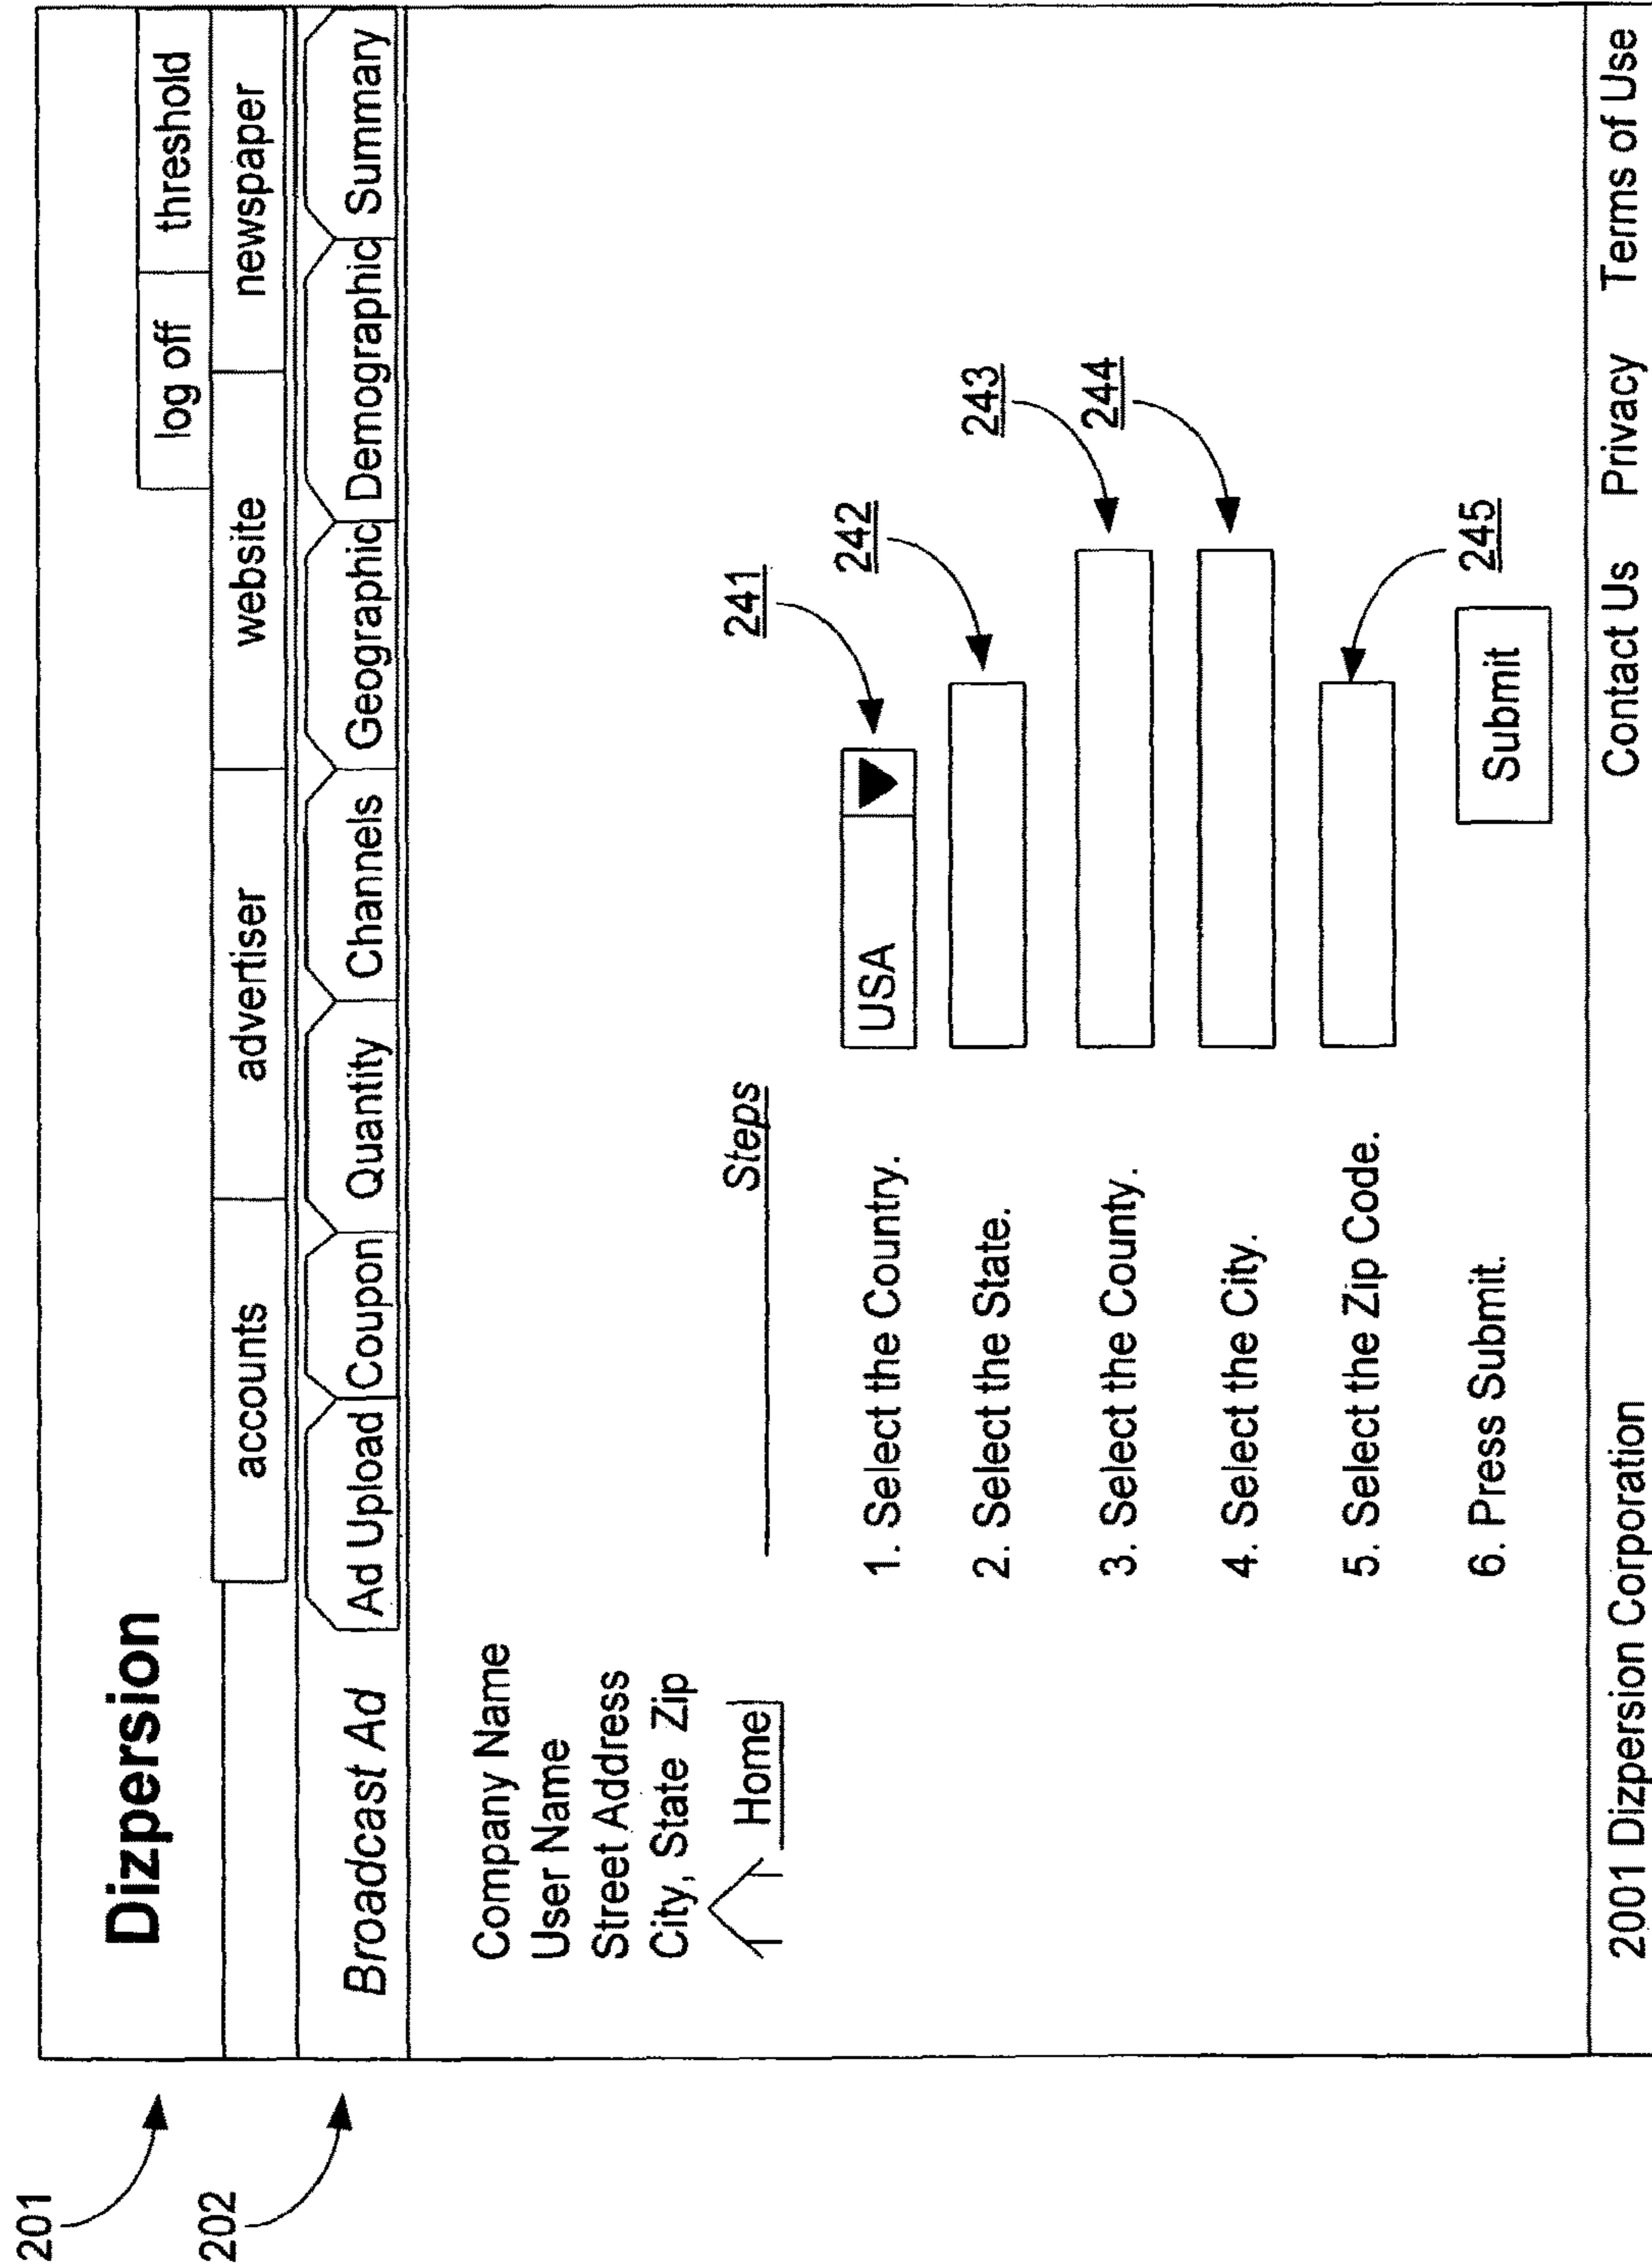 201
Dizpersion
log off threshold
accounts advertiser website newspaper
202
Broadcast Ad Ad Upload Coupon Quantity Channels Geographic Demographic Summary
Company Name
User Name
Street Address
City, State Zip
Home
Steps
241
1. Select the Country. USA
242
2. Select the State.
243
3. Select the County.
244
4. Select the City.
5. Select the Zip Code.
245
6. Press Submit. Submit
2001 Dizpersion Corporation Contact Us Privacy Terms of Use